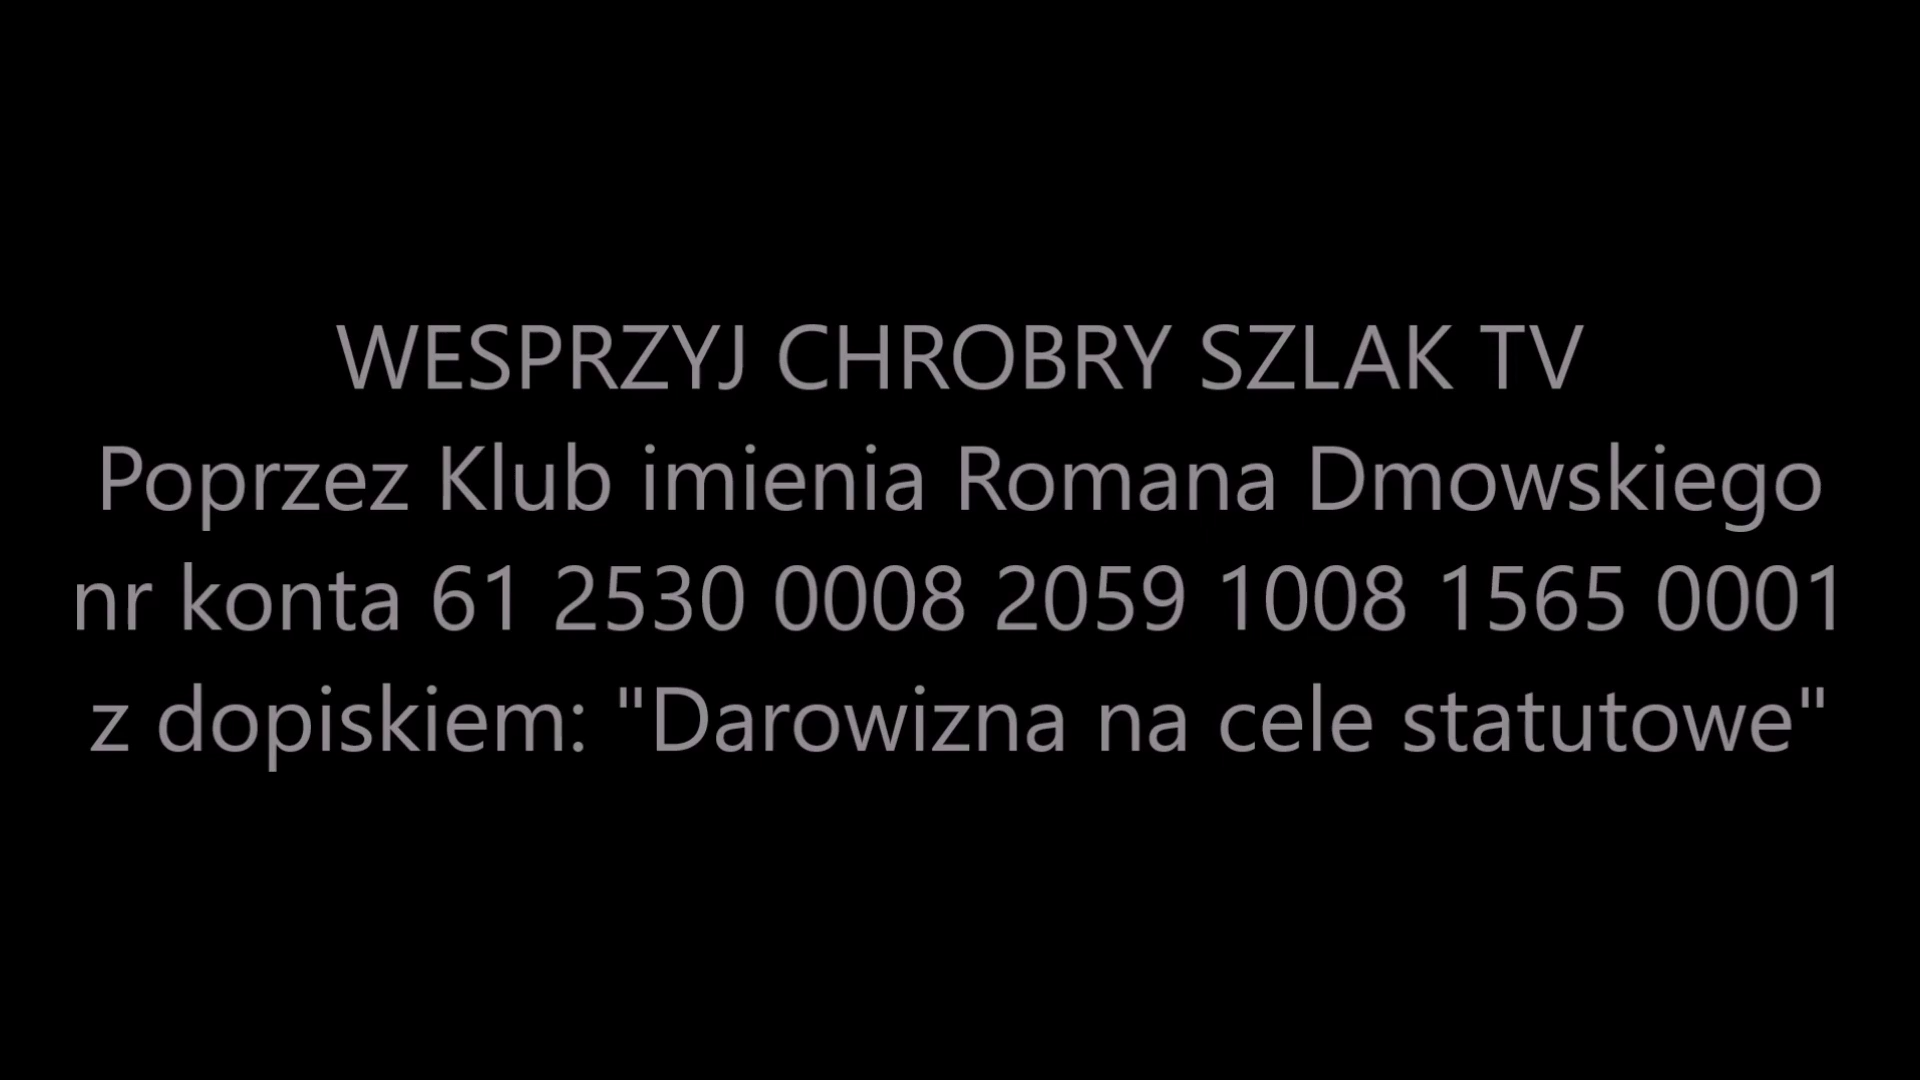 WESPRZYJ CHROBRY SZLAK TV
Poprzez Klub imienia Romana Dmowskiego
nr konta 61 2530 0008 2059 1008 1565 0001
z dopiskiem: "Darowizna na cele statutowe"